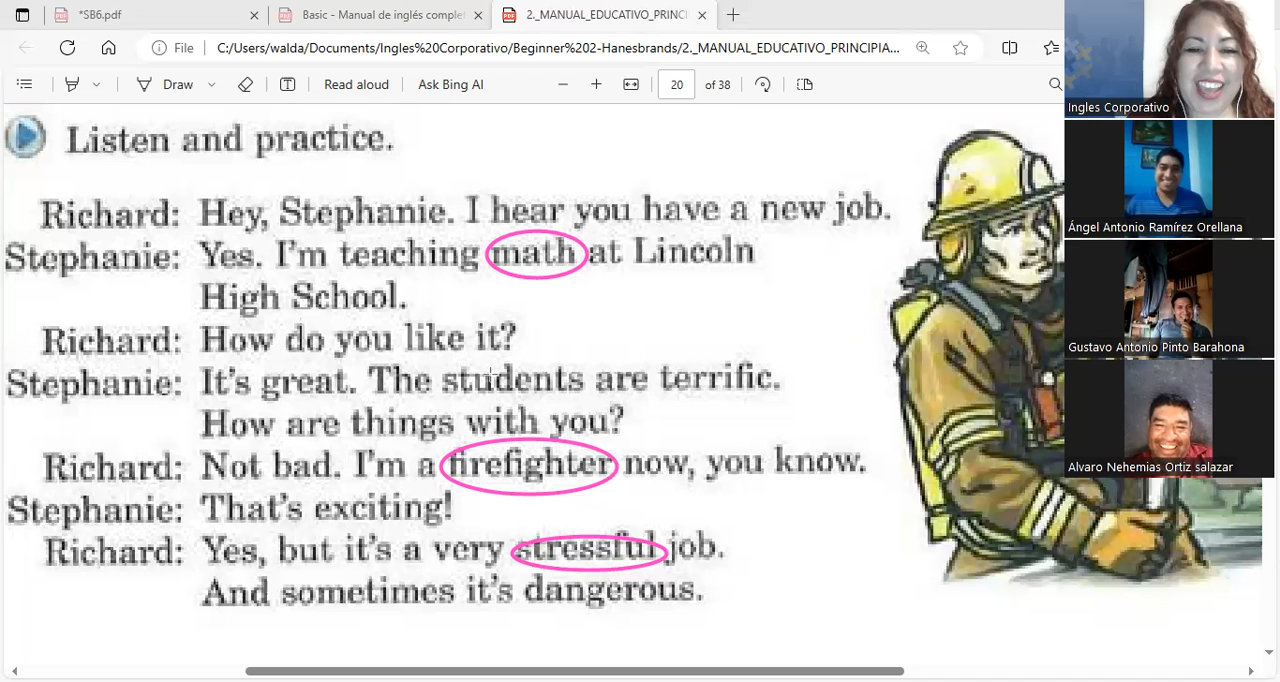 *SB6.pdf
Basic - Manual de inglés complet
2._MANUAL_EDUCATIVO_PRINCI
File
C:/Users/walda/Documents/Ingles%20Corporativo/Beginner%202-Hanesbrands/2._MANUAL_EDUCATIVO_PRINCIPIA...
Draw
Read aloud
Ask Bing AI
20 of 38
Listen and practice.
Richard: Hey, Stephanie. I hear you have a new job.
Stephanie: Yes. I'm teaching math at Lincoln
High School.
Richard: How do you like it?
Stephanie: It's great. The students are terrific.
How are things with you?
Richard: Not bad. I'm a firefighter now, you know.
Stephanie: That's exciting!
Richard: Yes, but it's a very stressful job.
And sometimes it's dangerous.
Ingles Corporativo
Ángel Antonio Ramírez Orellana
Gustavo Antonio Pinto Barahona
Alvaro Nehemias Ortiz salazar